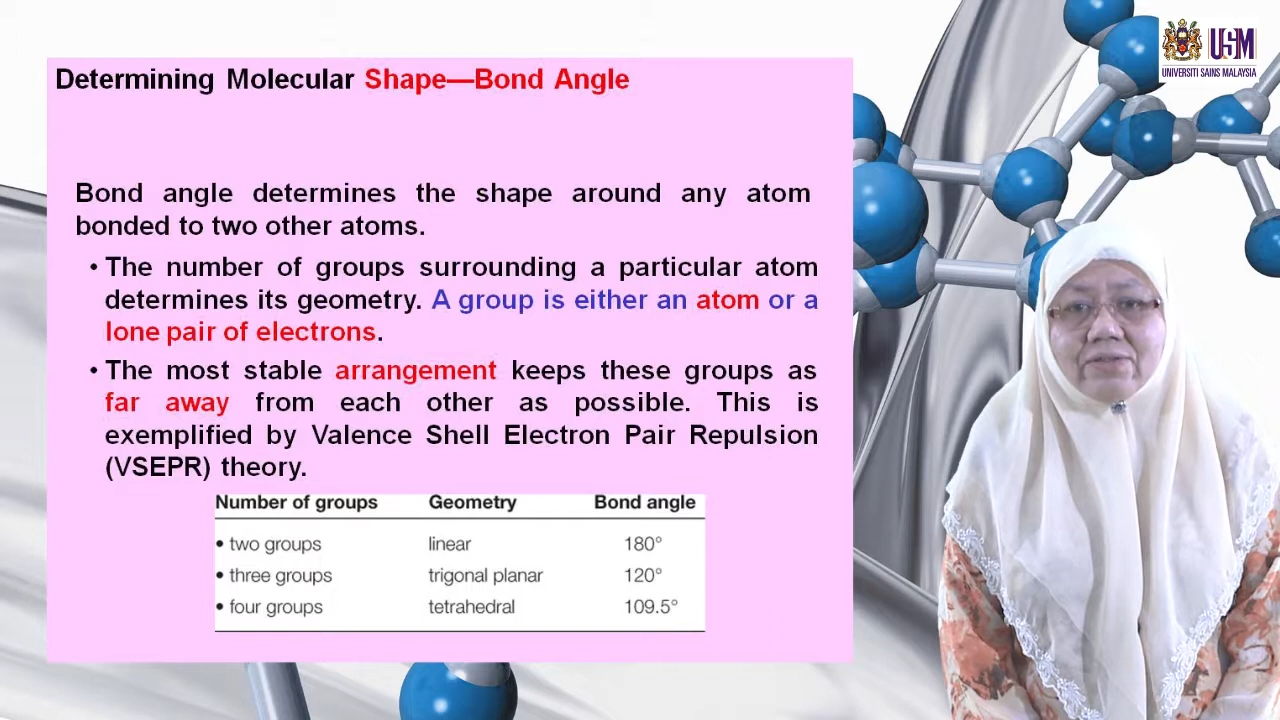 USM
UNIVERSITI SAINS MALAYSIA
Determining Molecular Shape—Bond Angle
Bond angle determines the shape around any atom
bonded to two other atoms.
• The number of groups surrounding a particular atom
determines its geometry. A group is either an atom or a
lone pair of electrons.
• The most stable arrangement keeps these groups as
far away from each other as possible. This is
exemplified by Valence Shell Electron Pair Repulsion
(VSEPR) theory.
Number of groups Geometry Bond angle
• two groups linear 180°
• three groups trigonal planar 120°
• four groups tetrahedral 109.5°